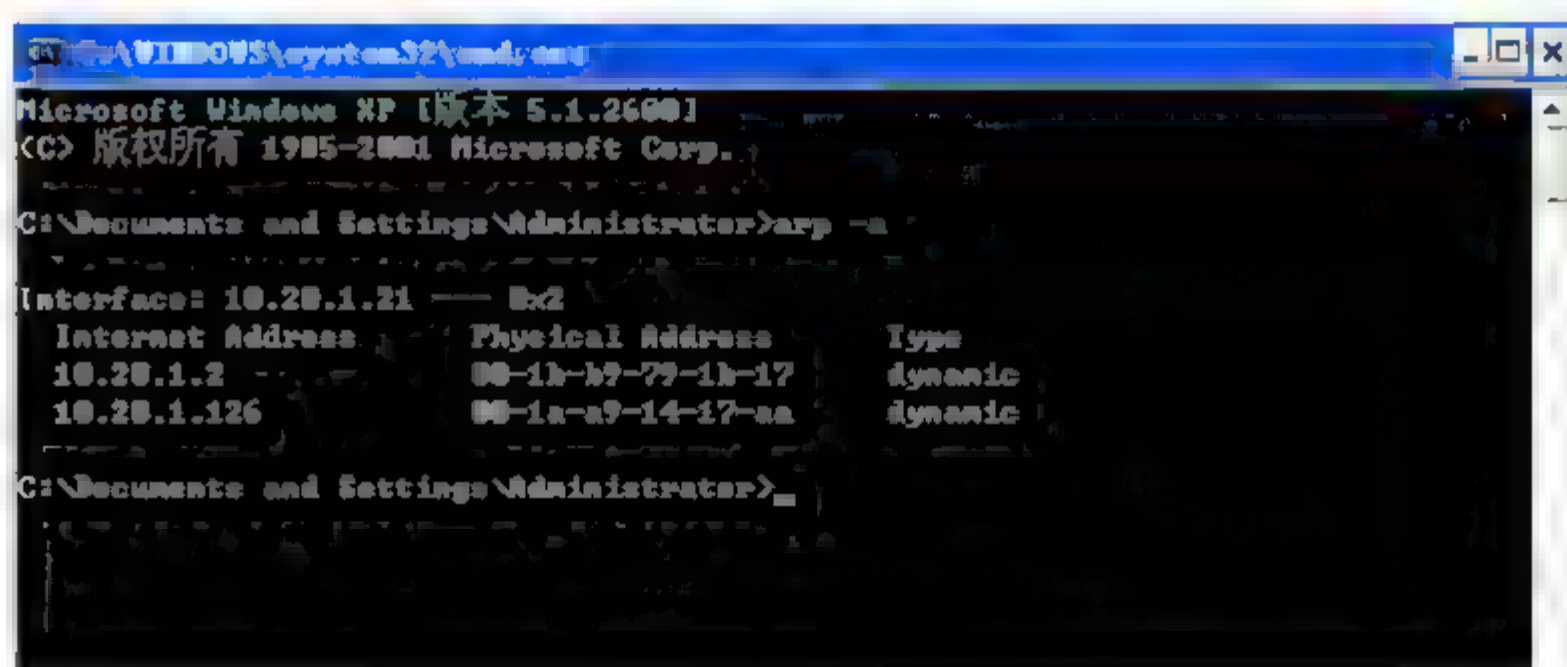 C:\WINDOWS\system32\cmd.exe
Microsoft Windows XP [版本 5.1.2600]
(C) 版权所有 1985-2001 Microsoft Corp.
C:\Documents and Settings\Administrator>arp -a
Interface: 10.20.1.21 --- 0x2
Internet Address Physical Address Type
10.20.1.2 00-1b-b9-79-1b-17 dynamic
10.20.1.126 00-1a-a9-14-17-aa dynamic
C:\Documents and Settings\Administrator>_